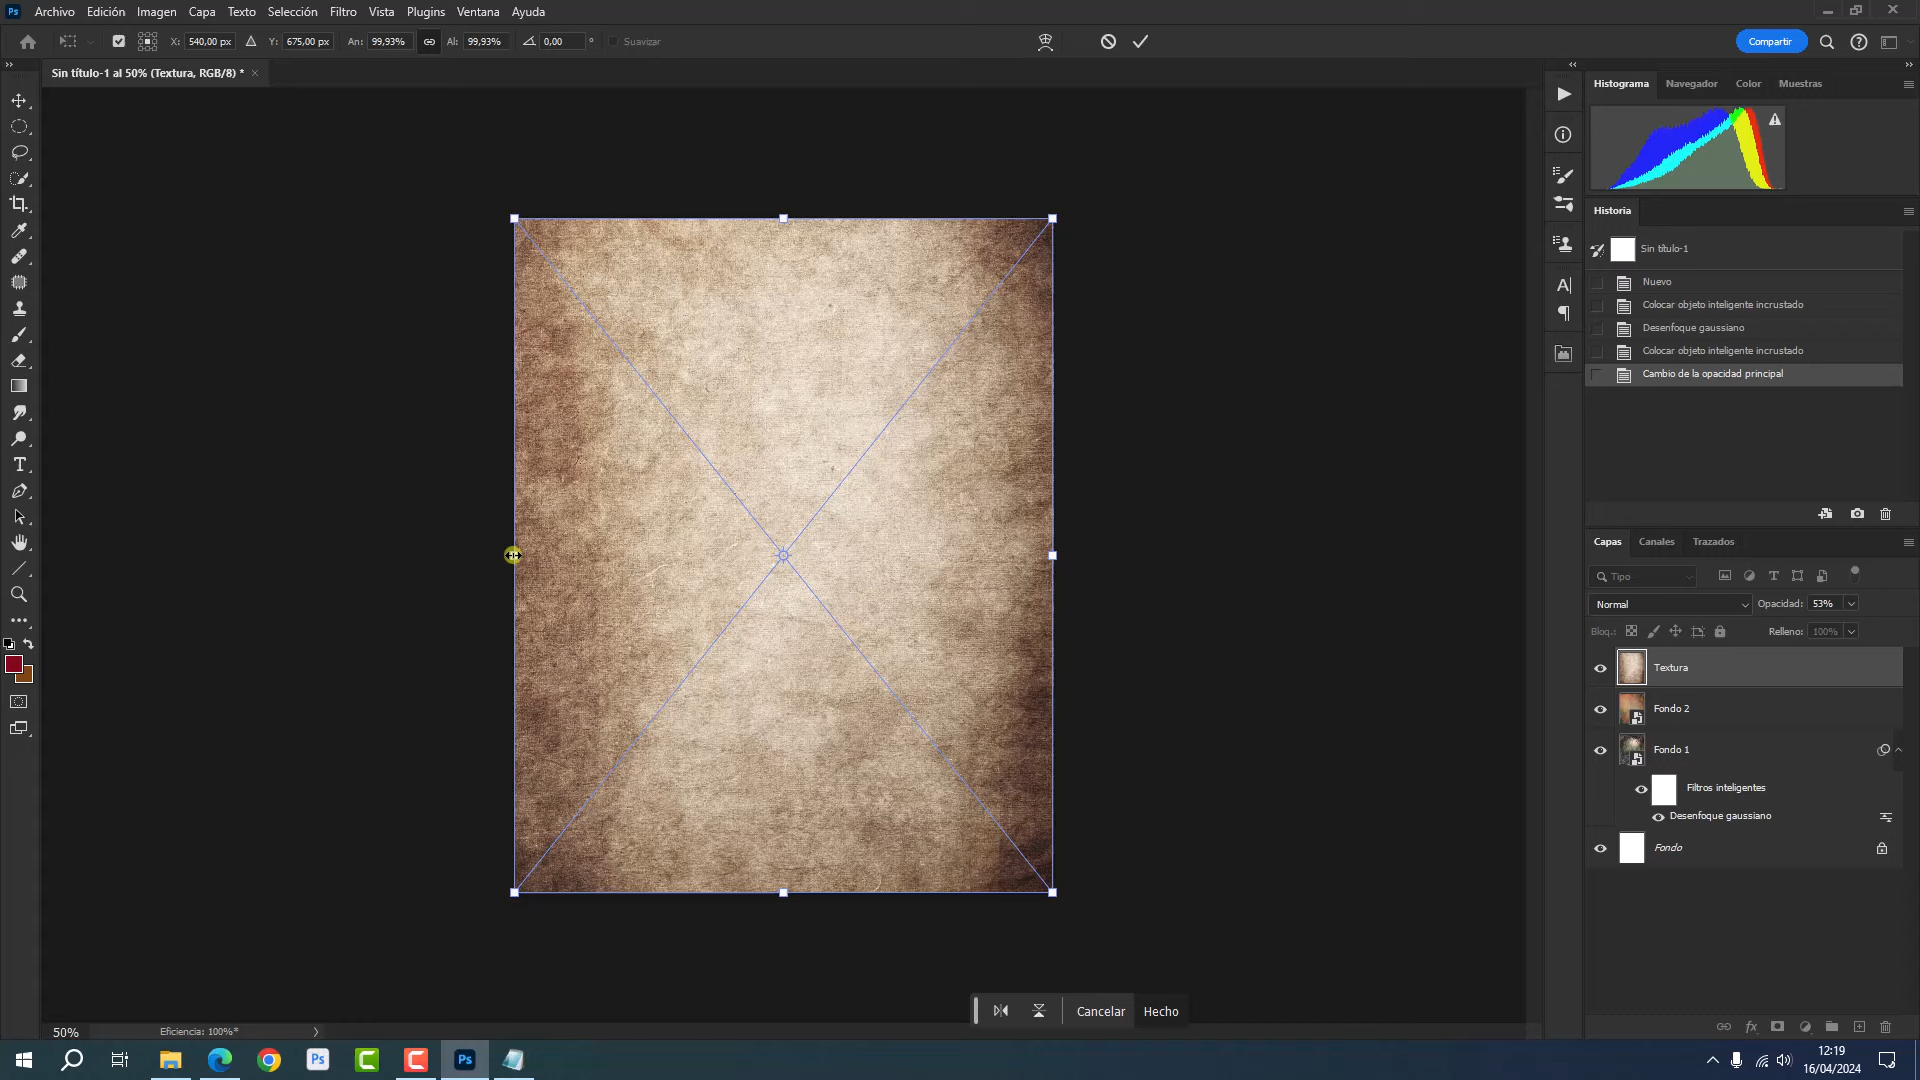 Archivo Edición Imagen Capa Texto Selección Filtro Vista Plugins Ventana Ayuda
X: 540,00 px Y: 675,00 px An: 99,93% Al: 99,93% 0,00 ° Suavizar Compartir
Sin título-1 al 50% (Textura, RGB/8) *
Histograma Navegador Color Muestras
Historia
Sin título-1
Nuevo
Colocar objeto inteligente incrustado
Desenfoque gaussiano
Colocar objeto inteligente incrustado
Cambio de la opacidad principal
Capas Canales Trazados
Tipo
Normal Opacidad: 53%
Bloq.: Relleno: 100%
Textura
Fondo 2
Fondo 1
Filtros inteligentes
Desenfoque gaussiano
Fondo
Cancelar Hecho
50% Eficiencia: 100%*
12:19
16/04/2024